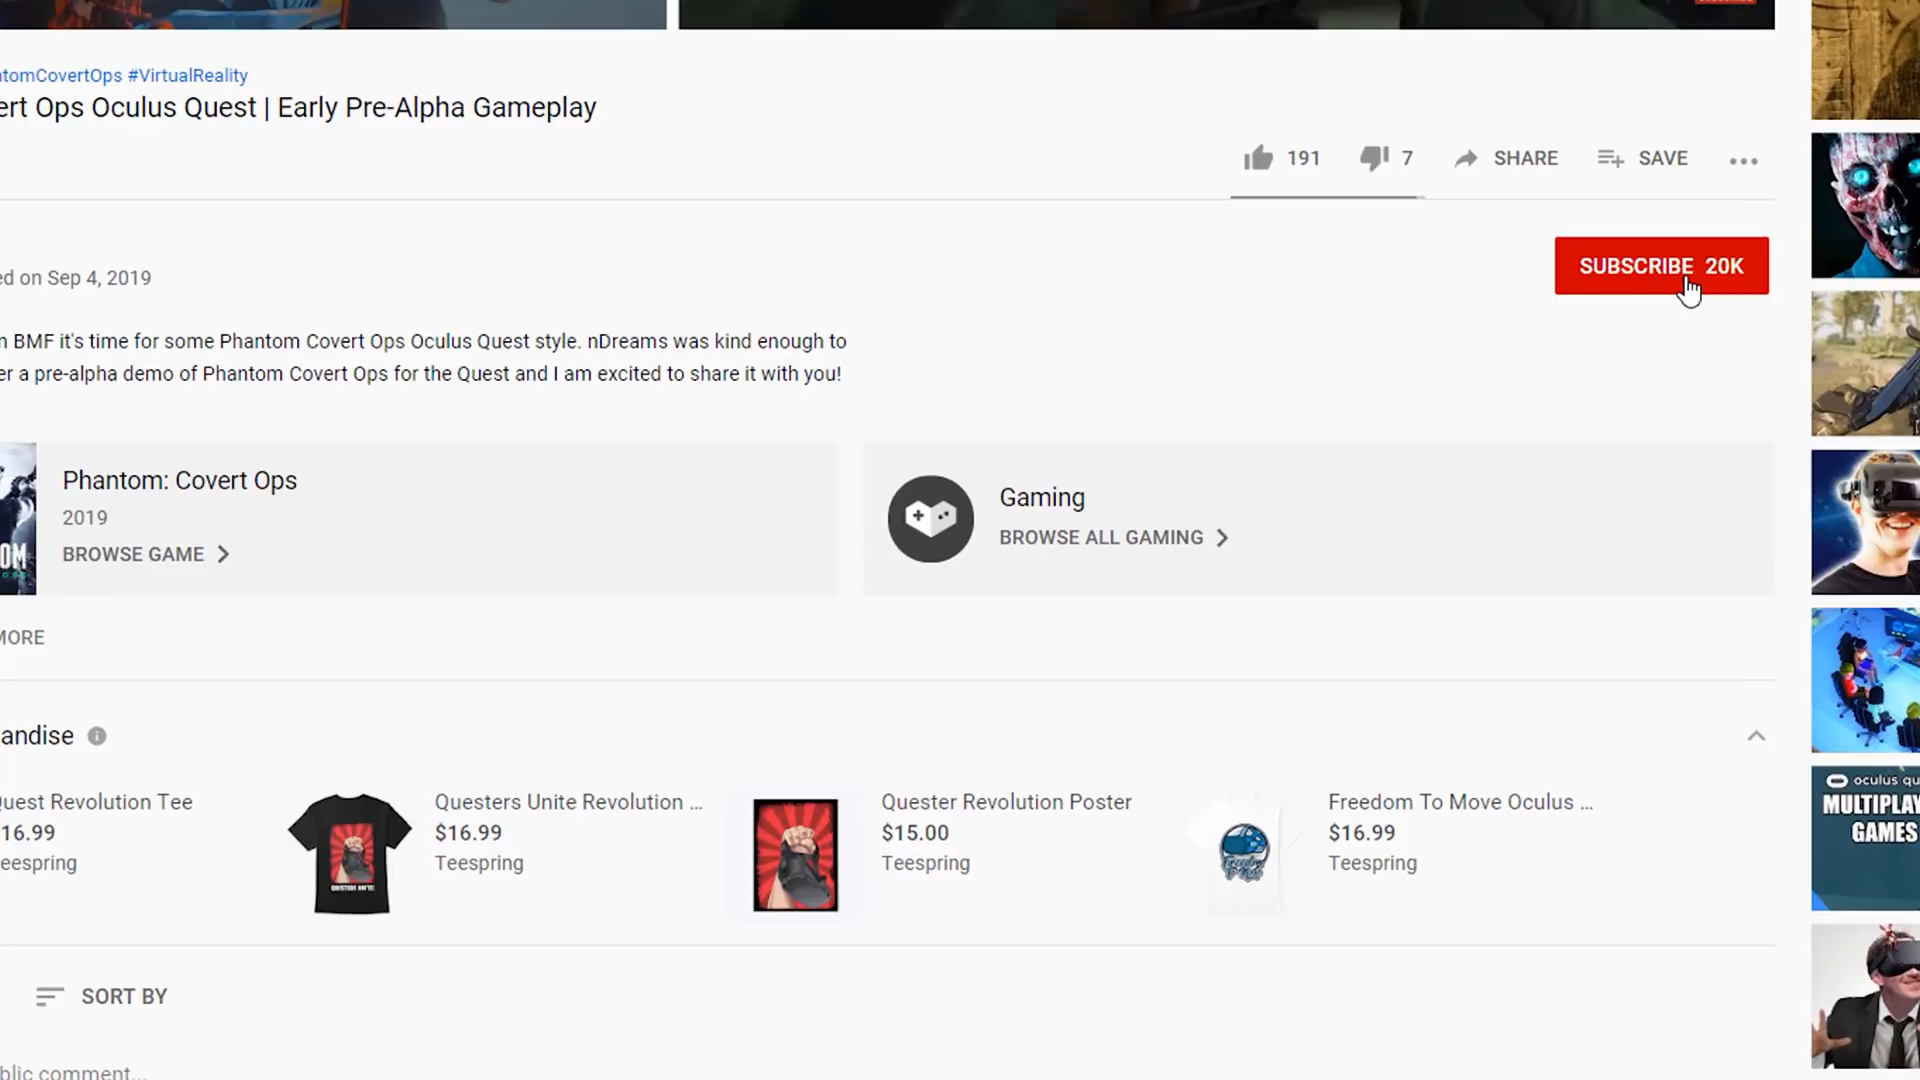 ntomCovertOps #VirtualReality
ert Ops Oculus Quest | Early Pre-Alpha Gameplay
191
7
SHARE
SAVE
SUBSCRIBE 20K
ed on Sep 4, 2019
n BMF it's time for some Phantom Covert Ops Oculus Quest style. nDreams was kind enough to
er a pre-alpha demo of Phantom Covert Ops for the Quest and I am excited to share it with you!
Phantom: Covert Ops
2019
BROWSE GAME
Gaming
BROWSE ALL GAMING
MORE
andise
Quest Revolution Tee
16.99
eespring
Questers Unite Revolution ...
$16.99
Teespring
Quester Revolution Poster
$15.00
Teespring
Freedom To Move Oculus ...
$16.99
Teespring
oculus qu
MULTIPLAY
GAMES
SORT BY
blic comment...